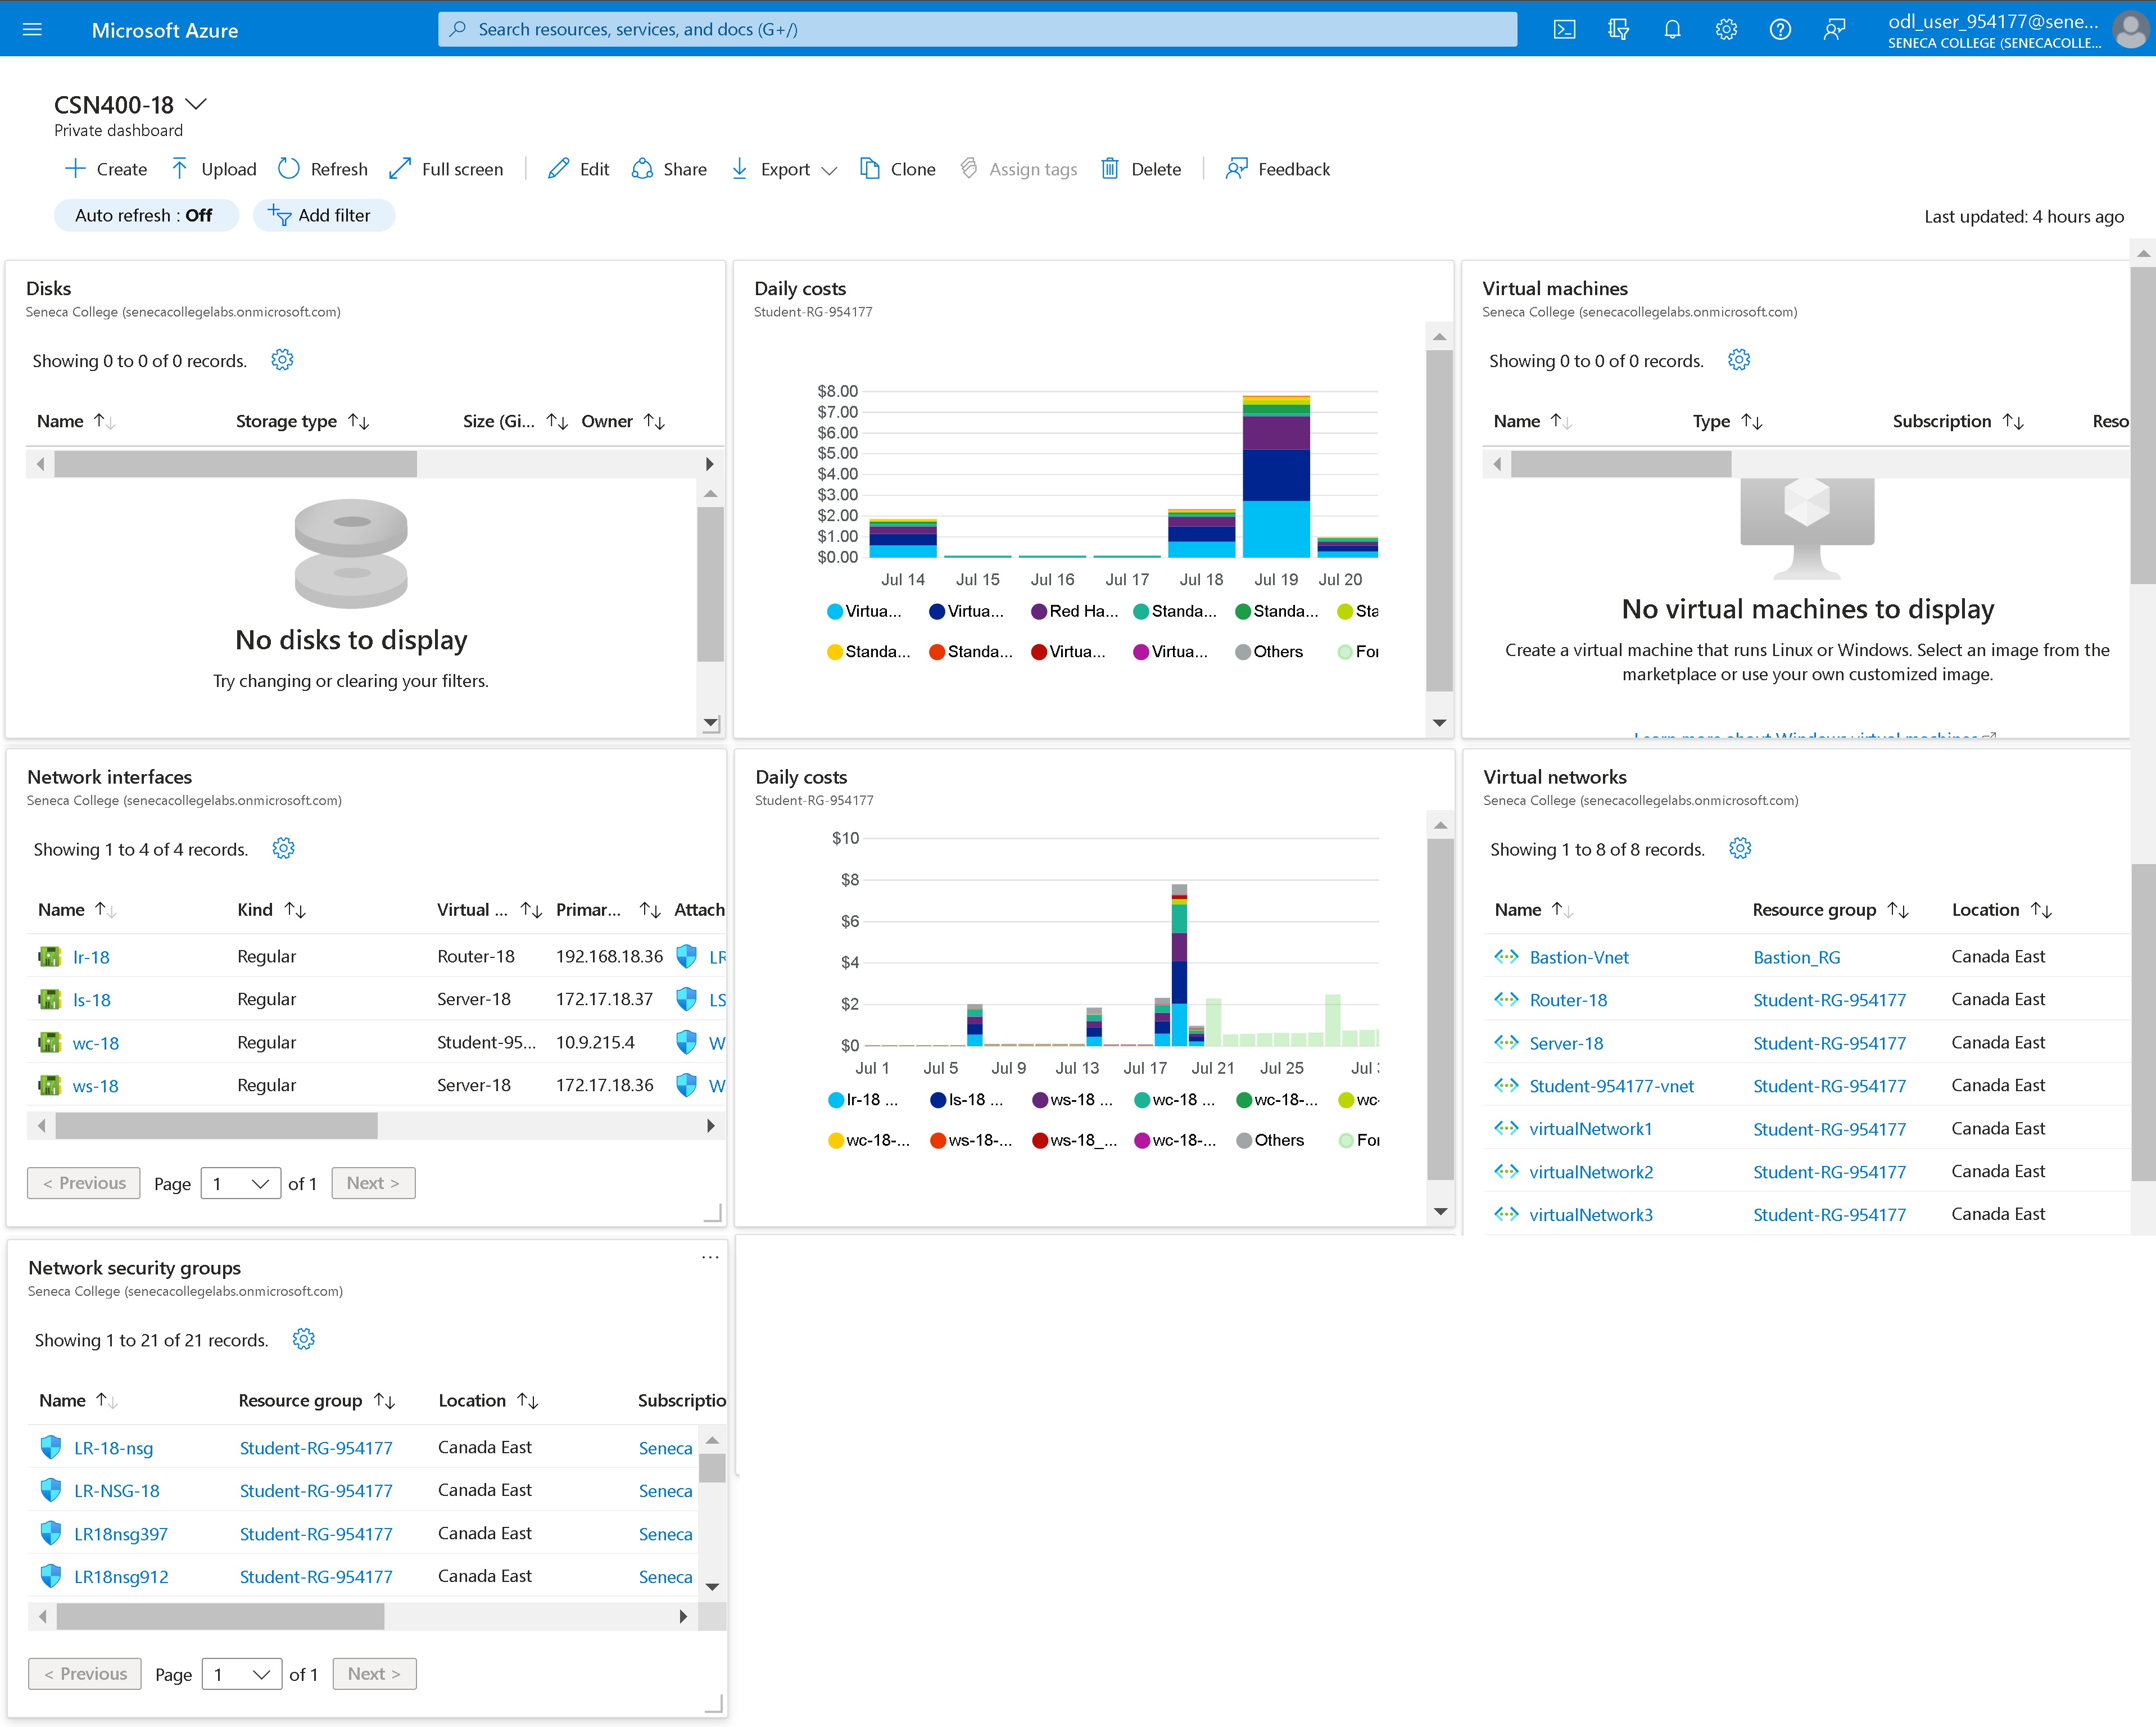 Microsoft Azure
Search resources, services, and docs (G+/)
odl_user_954177@sene...
SENECA COLLEGE (SENECACOLLE...
CSN400-18
Private dashboard
Create Upload Refresh Full screen Edit Share Export Clone Assign tags Delete Feedback
Auto refresh : Off Add filter
Last updated: 4 hours ago
Disks
Seneca College (senecacollegelabs.onmicrosoft.com)
Showing 0 to 0 of 0 records.
Name Storage type Size (Gi... Owner
No disks to display
Try changing or clearing your filters.
Daily costs
Student-RG-954177
$8.00
$7.00
$6.00
$5.00
$4.00
$3.00
$2.00
$1.00
$0.00
Jul 14 Jul 15 Jul 16 Jul 17 Jul 18 Jul 19 Jul 20
Virtua... Virtua... Red Ha... Standa... Standa... Sta
Standa... Standa... Virtua... Virtua... Others For
Virtual machines
Seneca College (senecacollegelabs.onmicrosoft.com)
Showing 0 to 0 of 0 records.
Name Type Subscription Reso
No virtual machines to display
Create a virtual machine that runs Linux or Windows. Select an image from the
marketplace or use your own customized image.
Learn more about Windows virtual machines
Network interfaces
Seneca College (senecacollegelabs.onmicrosoft.com)
Showing 1 to 4 of 4 records.
Name Kind Virtual ... Primar... Attach
lr-18 Regular Router-18 192.168.18.36 LR
ls-18 Regular Server-18 172.17.18.37 LS
wc-18 Regular Student-95... 10.9.215.4 W
ws-18 Regular Server-18 172.17.18.36 W
< Previous Page 1 of 1 Next >
Daily costs
Student-RG-954177
$10
$8
$6
$4
$2
$0
Jul 1 Jul 5 Jul 9 Jul 13 Jul 17 Jul 21 Jul 25 Jul
lr-18 ... ls-18 ... ws-18 ... wc-18 ... wc-18-... wc-
wc-18-... ws-18-... ws-18_... wc-18-... Others For
Virtual networks
Seneca College (senecacollegelabs.onmicrosoft.com)
Showing 1 to 8 of 8 records.
Name Resource group Location
Bastion-Vnet Bastion_RG Canada East
Router-18 Student-RG-954177 Canada East
Server-18 Student-RG-954177 Canada East
Student-954177-vnet Student-RG-954177 Canada East
virtualNetwork1 Student-RG-954177 Canada East
virtualNetwork2 Student-RG-954177 Canada East
virtualNetwork3 Student-RG-954177 Canada East
Network security groups
Seneca College (senecacollegelabs.onmicrosoft.com)
Showing 1 to 21 of 21 records.
Name Resource group Location Subscriptio
LR-18-nsg Student-RG-954177 Canada East Seneca
LR-NSG-18 Student-RG-954177 Canada East Seneca
LR18nsg397 Student-RG-954177 Canada East Seneca
LR18nsg912 Student-RG-954177 Canada East Seneca
< Previous Page 1 of 1 Next >